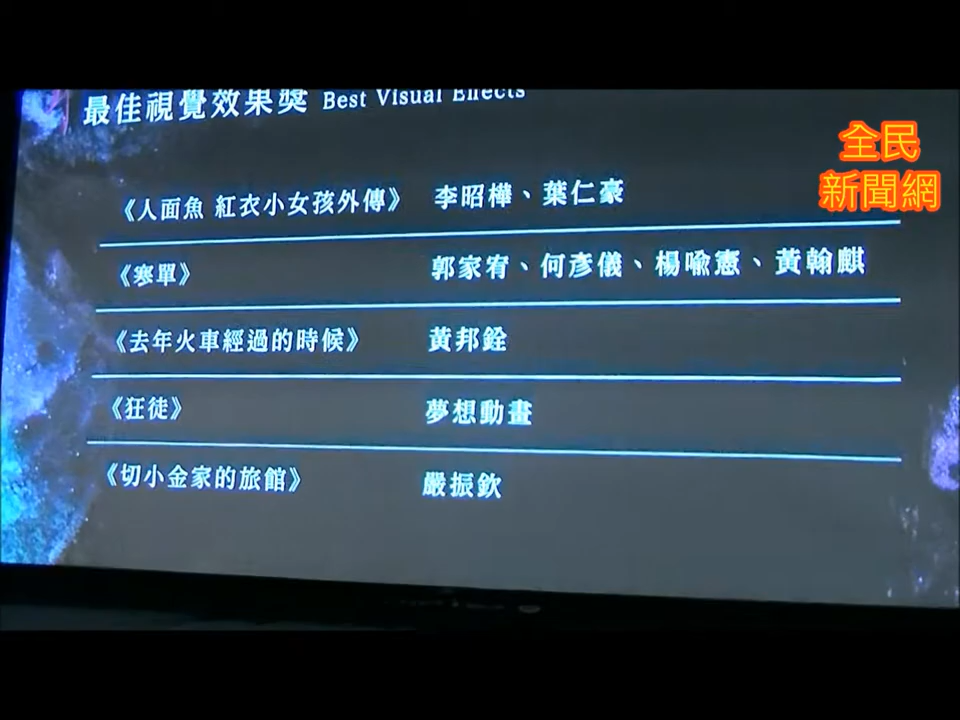 最佳視覺效果獎 Best Visual Effects
全民
新聞網
《人面魚 紅衣小女孩外傳》 李昭樺、葉仁豪
《寒單》 郭家宥、何彥儀、楊喩憲、黃翰麒
《去年火車經過的時候》 黃邦銓
《狂徒》 夢想動畫
《切小金家的旅館》 嚴振欽